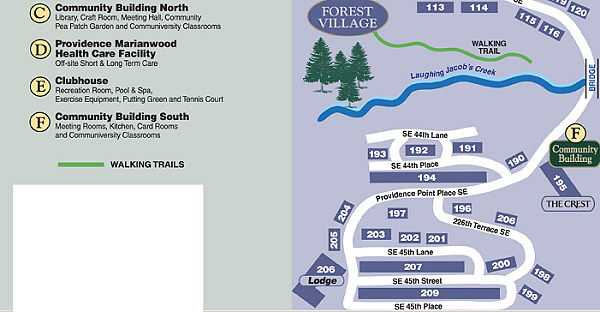 C Community Building North
Library, Craft Room, Meeting Hall, Community
Pea Patch Garden and Communiversity Classrooms
D Providence Marianwood
Health Care Facility
Off-site Short & Long Term Care
E Clubhouse
Recreation Room, Pool & Spa,
Exercise Equipment, Putting Green and Tennis Court
F Community Building South
Meeting Rooms, Kitchen, Card Rooms
and Communiversity Classrooms
WALKING TRAILS
FOREST
VILLAGE
113
114
115
116
119
120
WALKING
TRAIL
Laughing Jacob's Creek
BRIDGE
F
Community
Building
SE 44th Lane
193
192
191
SE 44th Place
194
190
195
THE CREST
Providence Point Place SE
204
197
196
206
226th Terrace SE
205
203
202
201
SE 45th Lane
206
Lodge
207
200
198
SE 45th Street
209
199
SE 45th Place